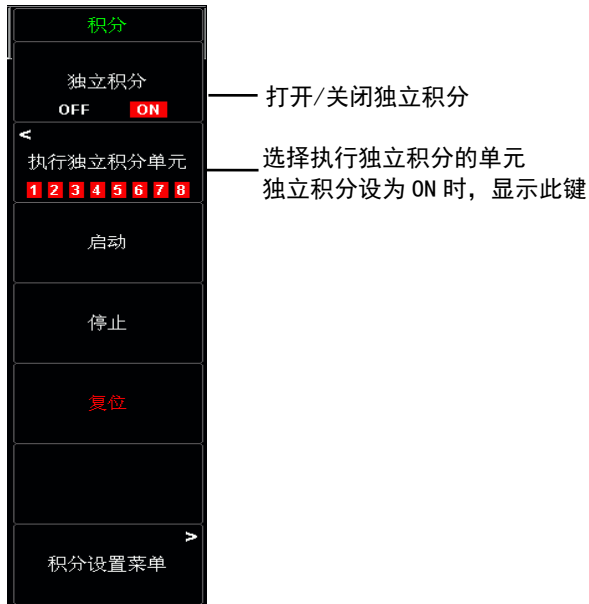 积分
独立积分
OFF ON
打开/关闭独立积分
<
执行独立积分单元
1 2 3 4 5 6 7 8
选择执行独立积分的单元
独立积分设为 ON 时，显示此键
启动
停止
复位
>
积分设置菜单